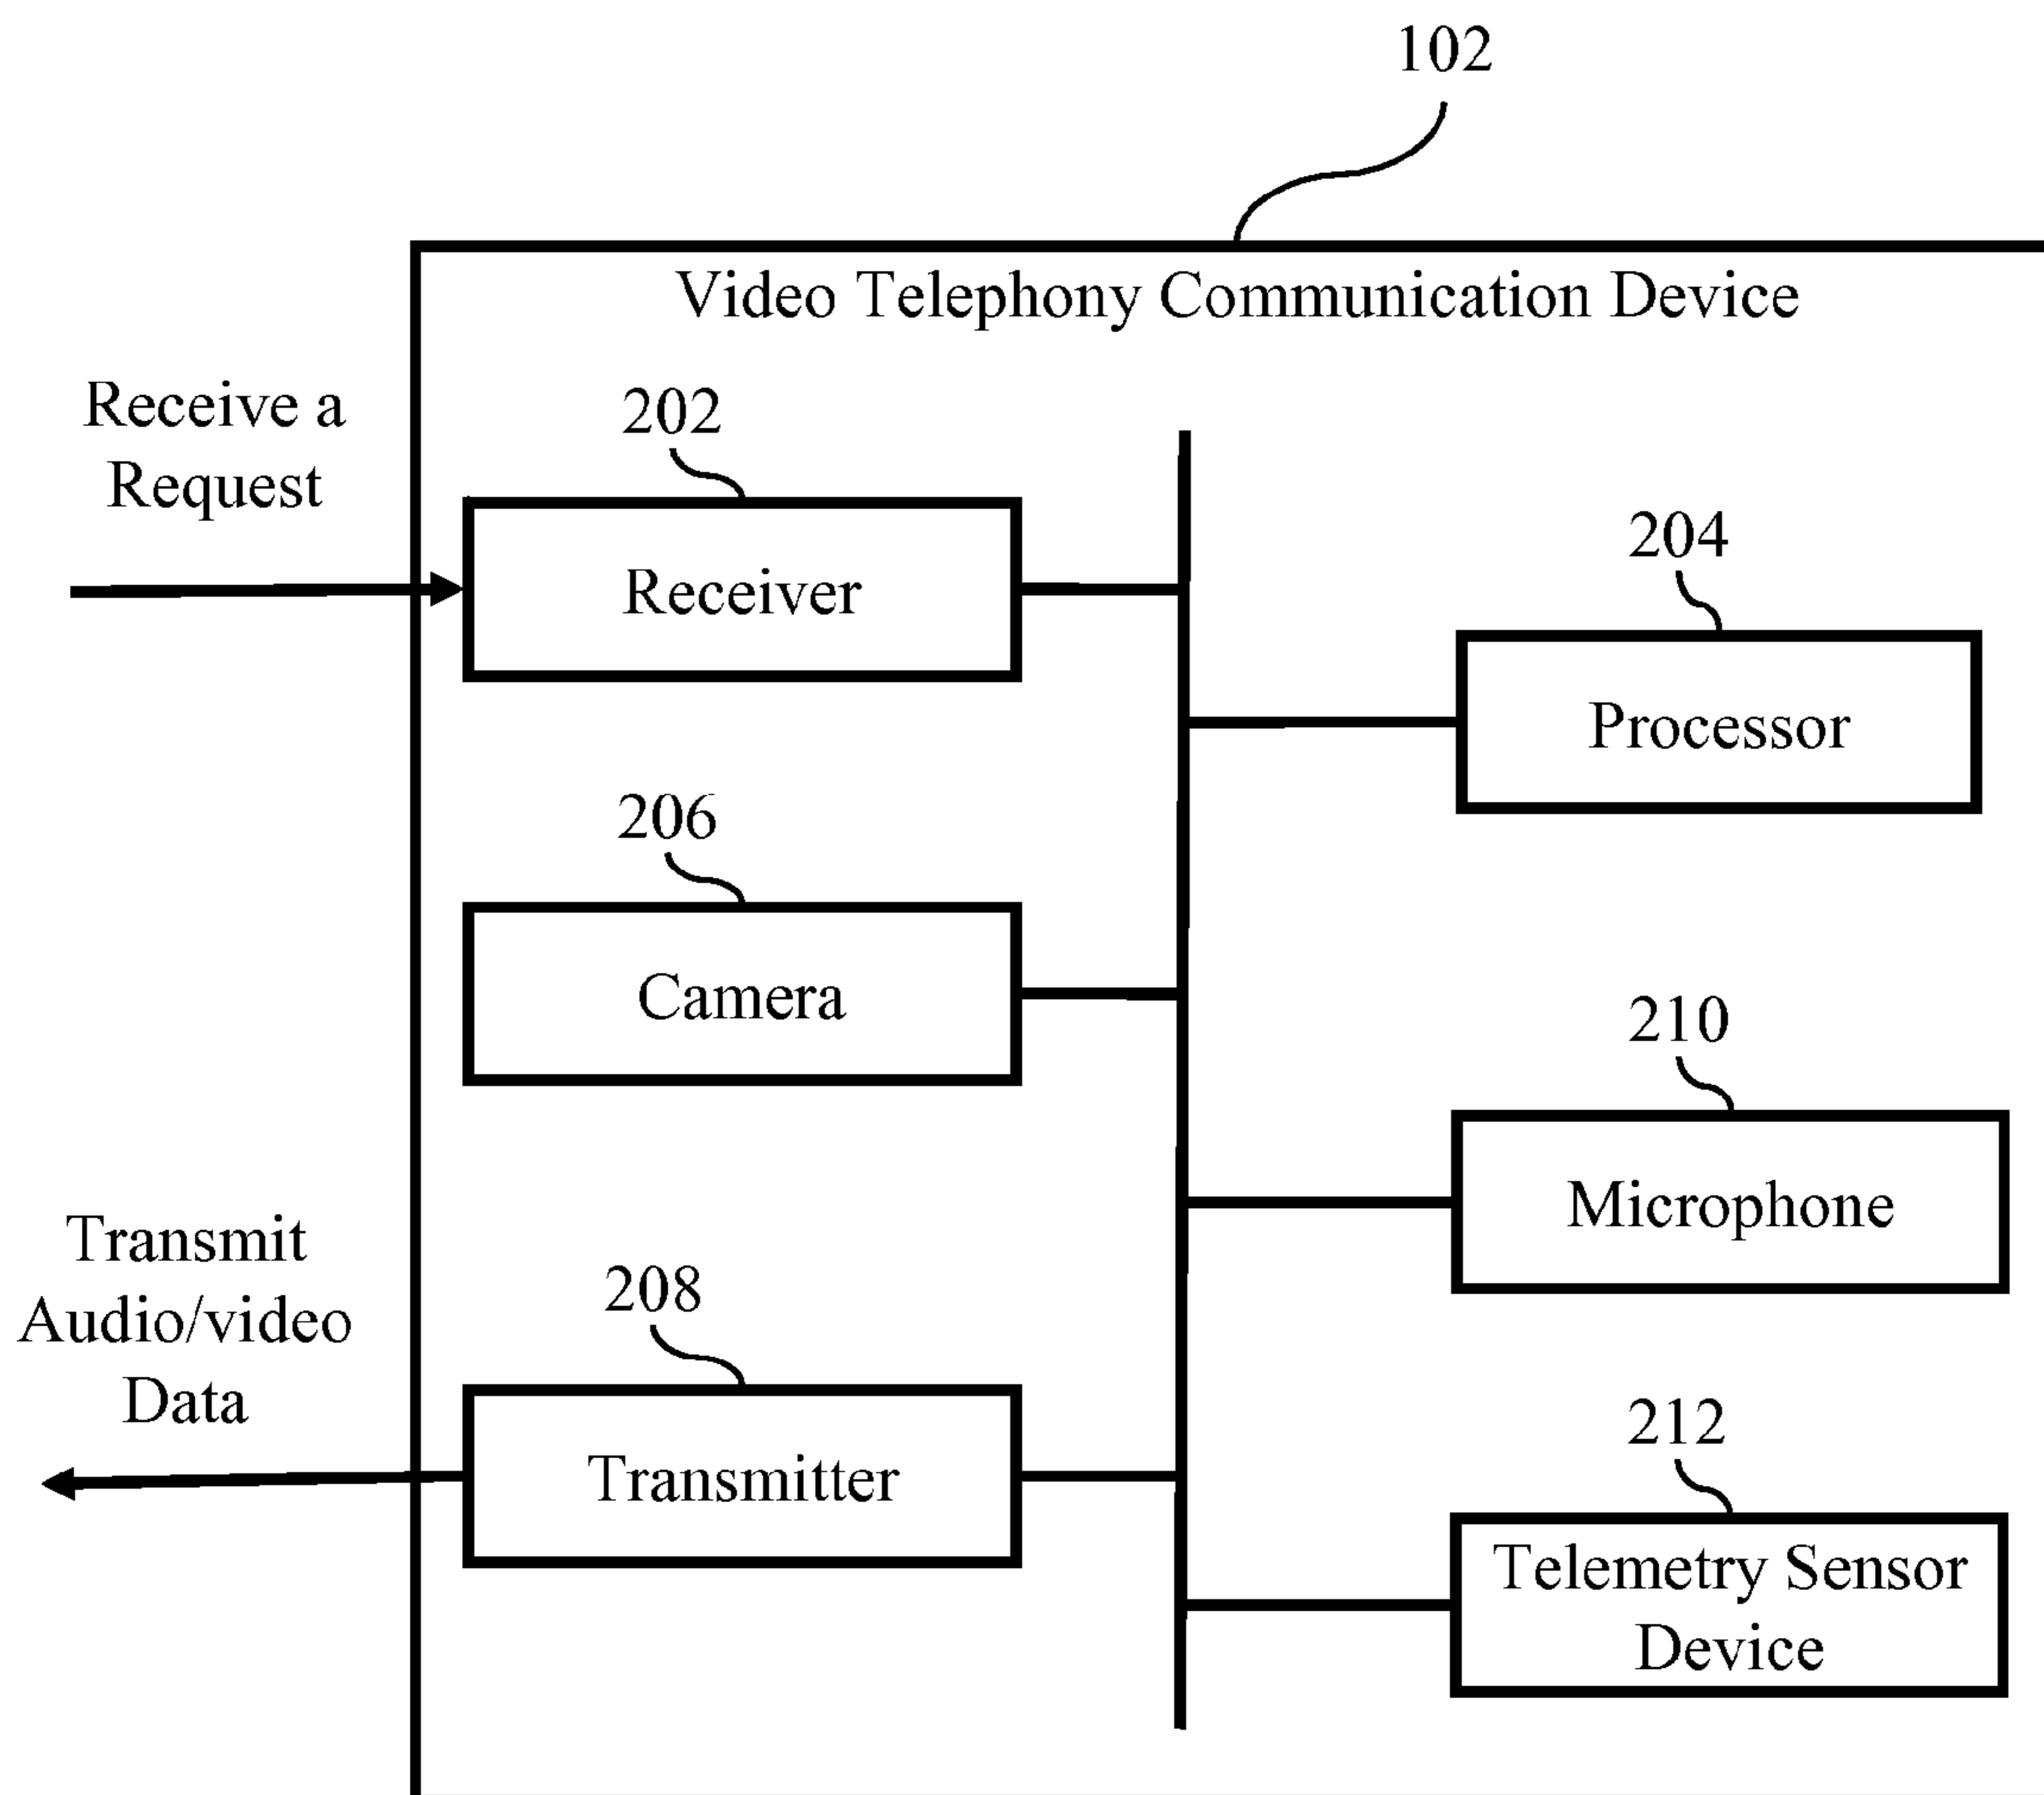 102
Video Telephony Communication Device
Receive a
Request
202
Receiver
204
Processor
206
Camera
210
Microphone
Transmit
Audio/video
Data
208
Transmitter
212
Telemetry Sensor
Device